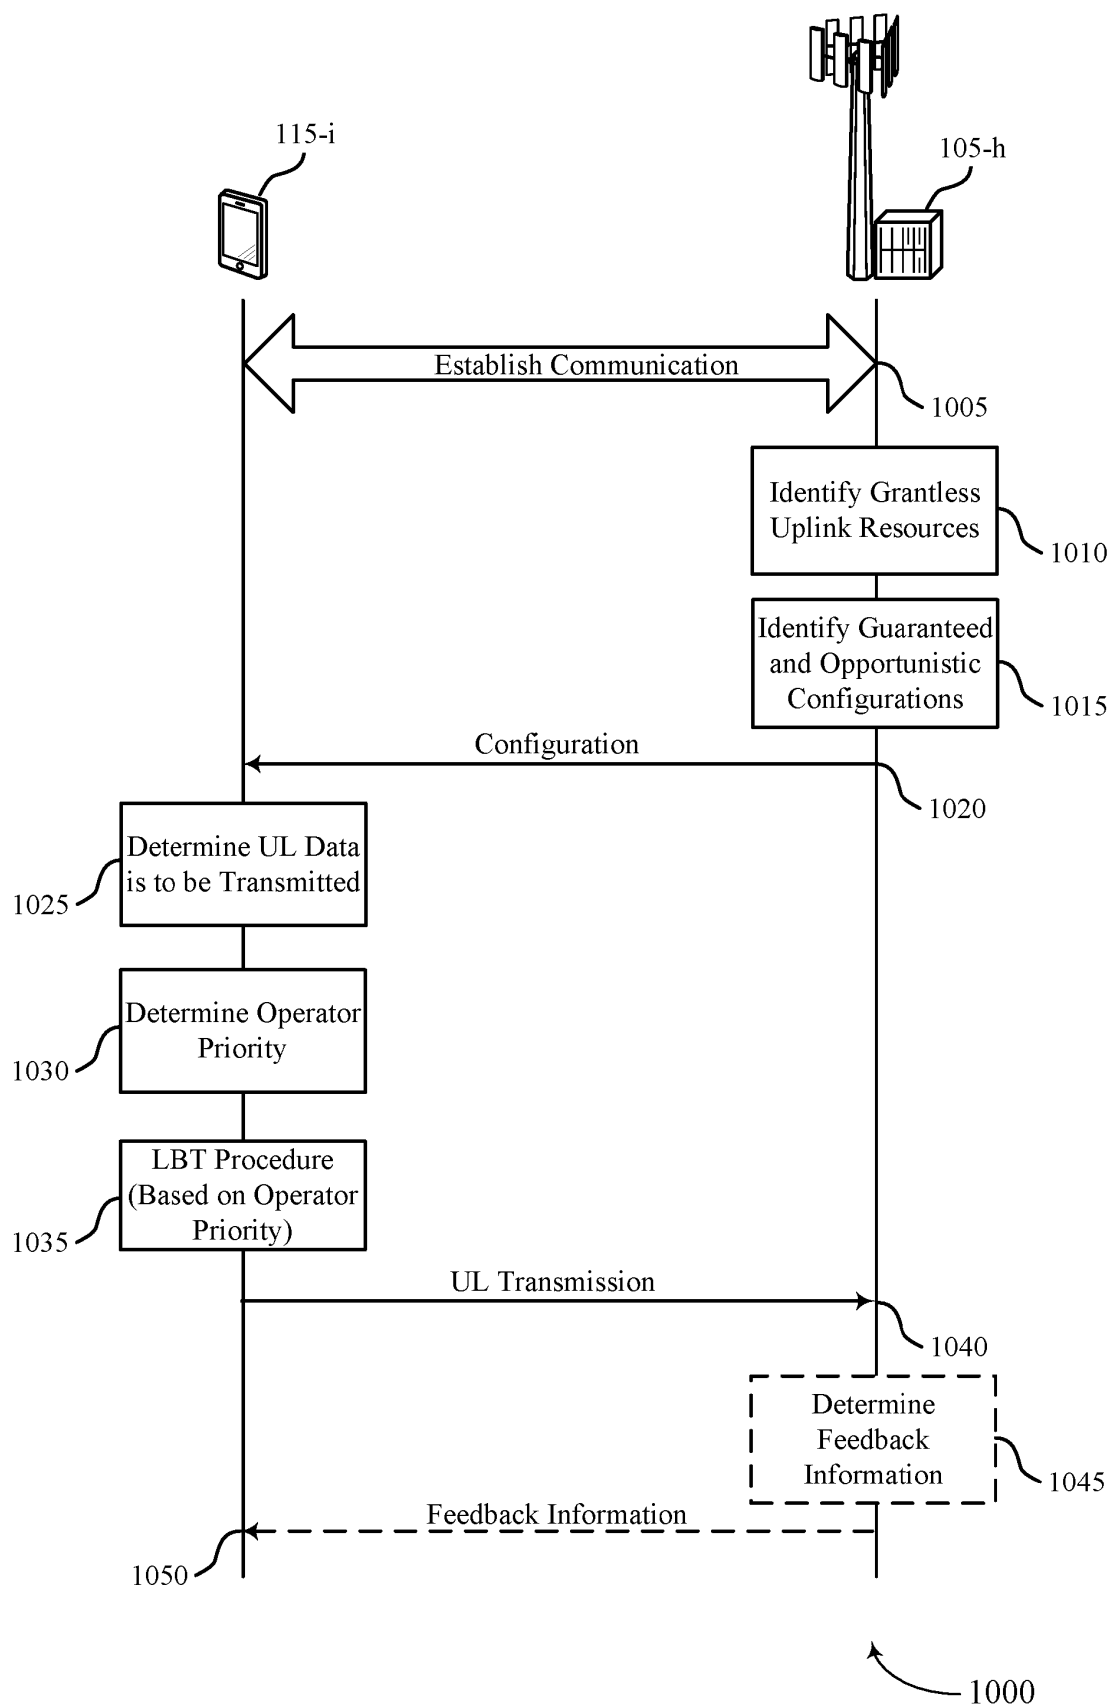 115-i
105-h
Establish Communication
1005
Identify Grantless
Uplink Resources
1010
Identify Guaranteed
and Opportunistic
Configurations
1015
Configuration
1020
Determine UL Data
is to be Transmitted
1025
Determine Operator
Priority
1030
LBT Procedure
(Based on Operator
Priority)
1035
UL Transmission
1040
Determine
Feedback
Information
1045
Feedback Information
1050
1000